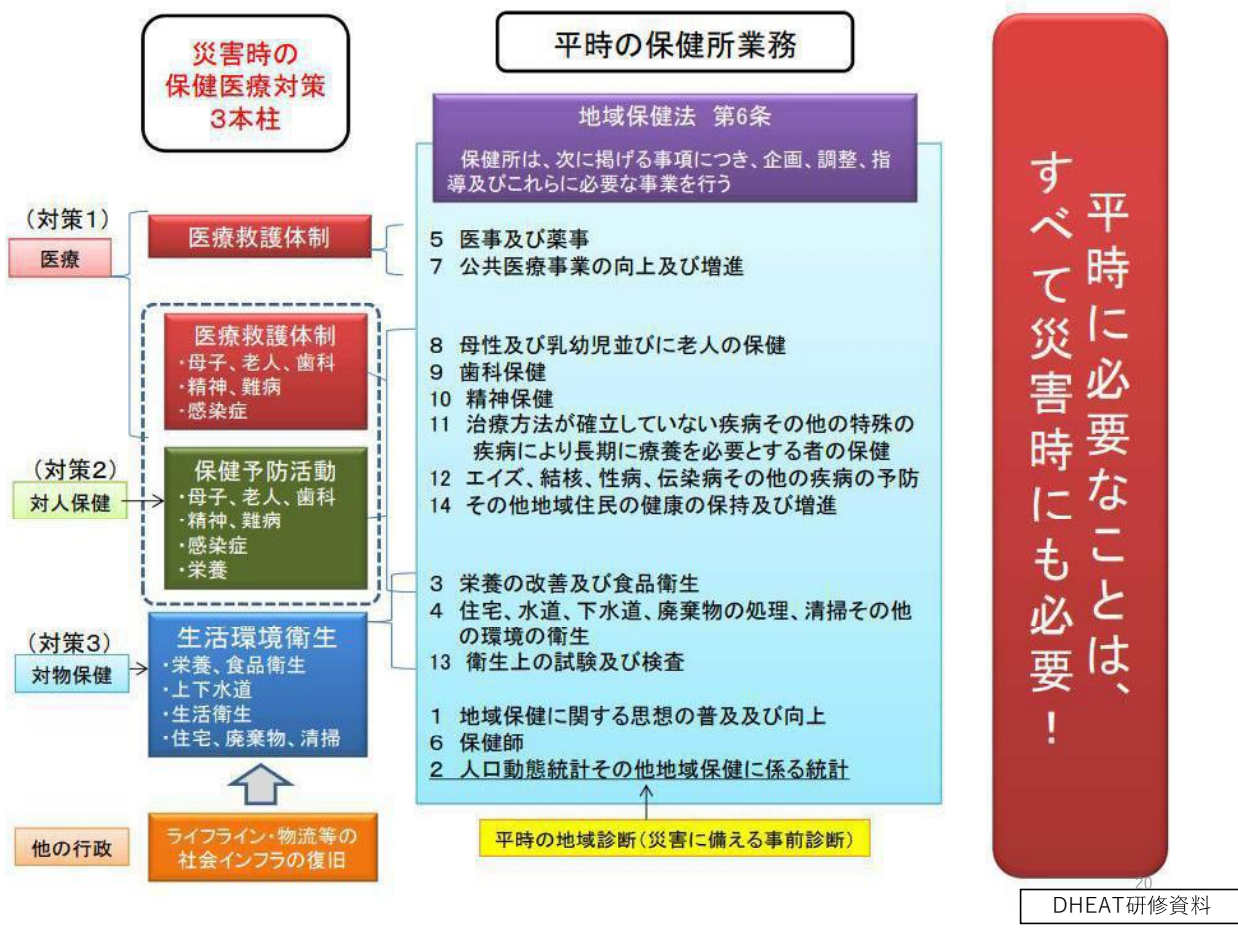 災害時の
保健医療対策
3本柱
平時の保健所業務
地域保健法　第6条
保健所は、次に掲げる事項につき、企画、調整、指
導及びこれらに必要な事業を行う
(対策1)
医療
医療救護体制
5　医事及び薬事
7　公共医療事業の向上及び増進
医療救護体制
・母子、老人、歯科
・精神、難病
・感染症
8　母性及び乳幼児並びに老人の保健
9　歯科保健
10　精神保健
11　治療方法が確立していない疾病その他の特殊の
疾病により長期に療養を必要とする者の保健
12　エイズ、結核、性病、伝染病その他の疾病の予防
14　その他地域住民の健康の保持及び増進
(対策2)
対人保健
保健予防活動
・母子、老人、歯科
・精神、難病
・感染症
・栄養
3　栄養の改善及び食品衛生
4　住宅、水道、下水道、廃棄物の処理、清掃その他
の環境の衛生
13　衛生上の試験及び検査
(対策3)
対物保健
生活環境衛生
・栄養、食品衛生
・上下水道
・生活衛生
・住宅、廃棄物、清掃
1　地域保健に関する思想の普及及び向上
6　保健師
2　人口動態統計その他地域保健に係る統計
他の行政
ライフライン・物流等の
社会インフラの復旧
平時の地域診断(災害に備える事前診断)
平時に必要なことは、
すべて災害時にも必要！
20
DHEAT研修資料